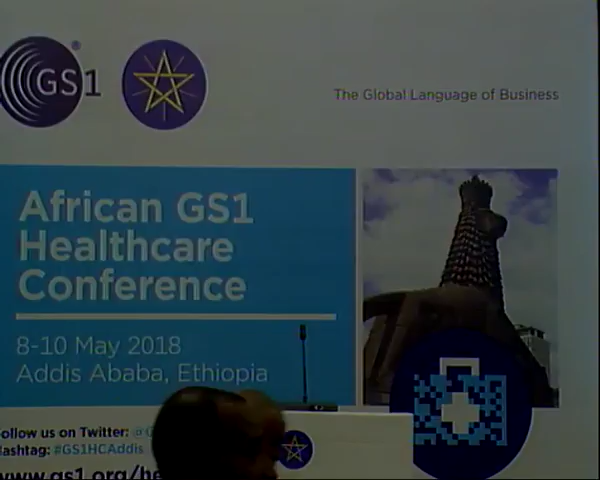 GS1
The Global Language of Business
African GS1
Healthcare
Conference
8-10 May 2018
Addis Ababa, Ethiopia
ollow us on Twitter: @G
ashtag: #GS1HCAddis
www.gs1.org/he